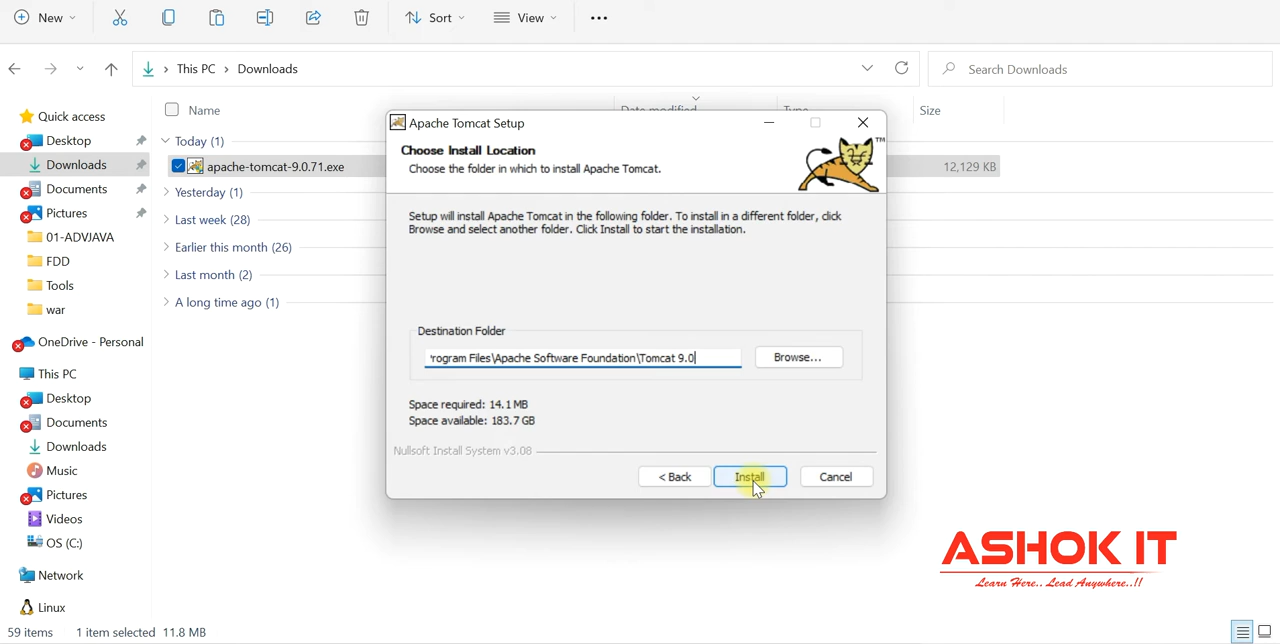 New
Sort
View
This PC > Downloads
Search Downloads
Name
Date modified
Type
Size
Quick access
Desktop
Downloads
Documents
Pictures
01-ADVJAVA
FDD
Tools
war
OneDrive - Personal
This PC
Desktop
Documents
Downloads
Music
Pictures
Videos
OS (C:)
Network
Linux
Today (1)
apache-tomcat-9.0.71.exe
12,129 KB
Yesterday (1)
Last week (28)
Earlier this month (26)
Last month (2)
A long time ago (1)
Apache Tomcat Setup
Choose Install Location
Choose the folder in which to install Apache Tomcat.
TM
Setup will install Apache Tomcat in the following folder. To install in a different folder, click
Browse and select another folder. Click Install to start the installation.
Destination Folder
rogram Files\Apache Software Foundation\Tomcat 9.0
Browse...
Space required: 14.1 MB
Space available: 183.7 GB
Nullsoft Install System v3.08
< Back
Install
Cancel
ASHOK IT
Learn Here.. Lead Anywhere..!!
59 items
1 item selected 11.8 MB